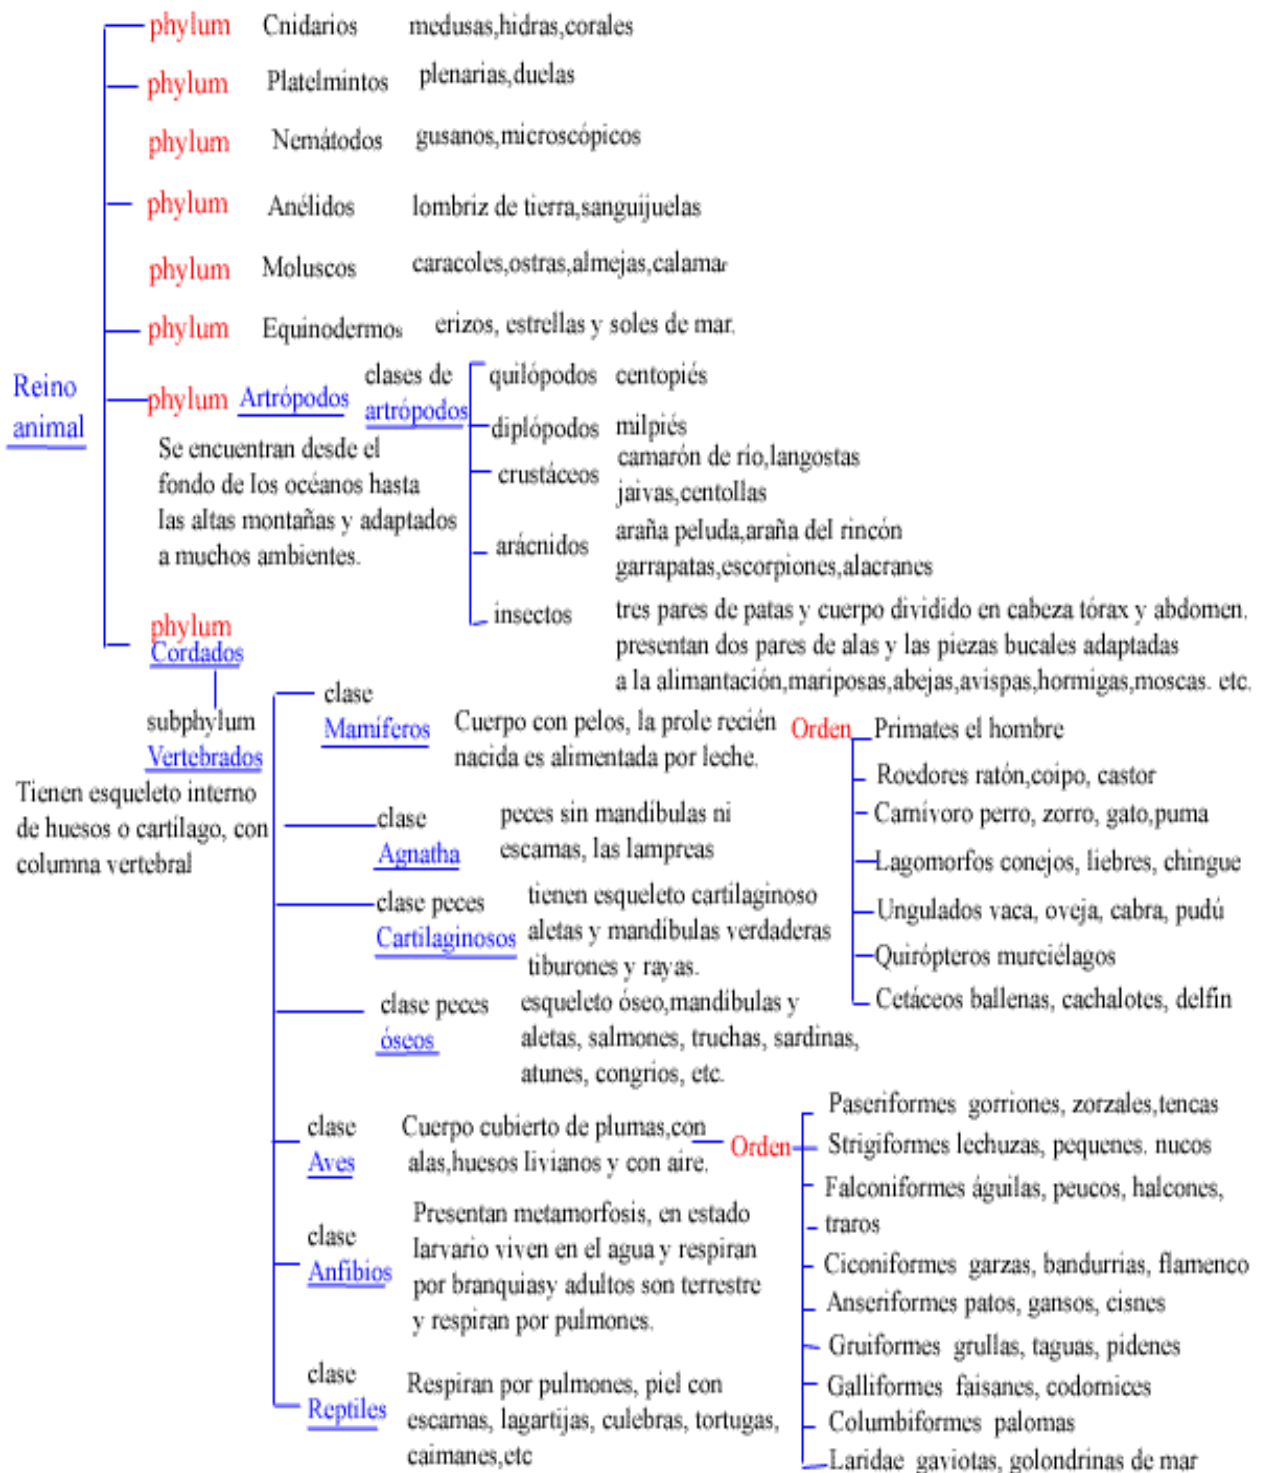 phylum Cnidarios medusas,hidras,corales
phylum Platelmintos plenarias,duelas
phylum Nemátodos gusanos,microscópicos
phylum Anélidos lombriz de tierra,sanguijuelas
phylum Moluscos caracoles,ostras,almejas,calamar
phylum Equinodermos erizos, estrellas y soles de mar.
Reino
animal
phylum Artrópodos
clases de
artrópodos
Se encuentran desde el
fondo de los océanos hasta
las altas montañas y adaptados
a muchos ambientes.
quilópodos centopiés
diplópodos milpiés
crustáceos
camarón de río,langostas
jaivas,centollas
arácnidos
araña peluda,araña del rincón
garrapatas,escorpiones,alacranes
insectos
tres pares de patas y cuerpo dividido en cabeza tórax y abdomen.
presentan dos pares de alas y las piezas bucales adaptadas
a la alimantación,mariposas,abejas,avispas,hormigas,moscas. etc.
phylum
Cordados
subphylum
Vertebrados
Tienen esqueleto interno
de huesos o cartílago, con
columna vertebral
clase
Mamíferos
Cuerpo con pelos, la prole recién
nacida es alimentada por leche.
Orden
Primates el hombre
Roedores ratón,coipo, castor
Carnívoro perro, zorro, gato,puma
Lagomorfos conejos, liebres, chingue
Ungulados vaca, oveja, cabra, pudú
Quirópteros murciélagos
Cetáceos ballenas, cachalotes, delfin
clase
Agnatha
peces sin mandíbulas ni
escamas, las lampreas
clase peces
Cartilaginosos
tienen esqueleto cartilaginoso
aletas y mandíbulas verdaderas
tiburones y rayas.
clase peces
óseos
esqueleto óseo,mandíbulas y
aletas, salmones, truchas, sardinas,
atunes, congrios, etc.
clase
Aves
Cuerpo cubierto de plumas,con
alas,huesos livianos y con aire.
Orden
Paseriformes gorriones, zorzales,tencas
Strigiformes lechuzas, pequenes. nucos
Falconiformes águilas, peucos, halcones,
traros
Ciconiformes garzas, bandurrias, flamenco
Anseriformes patos, gansos, cisnes
Gruiformes grullas, taguas, pidenes
Galliformes faisanes, codornices
Columbiformes palomas
Laridae gaviotas, golondrinas de mar
clase
Anfibios
Presentan metamorfosis, en estado
larvario viven en el agua y respiran
por branquiasy adultos son terrestre
y respiran por pulmones.
clase
Reptiles
Respiran por pulmones, piel con
escamas, lagartijas, culebras, tortugas,
caimanes,etc